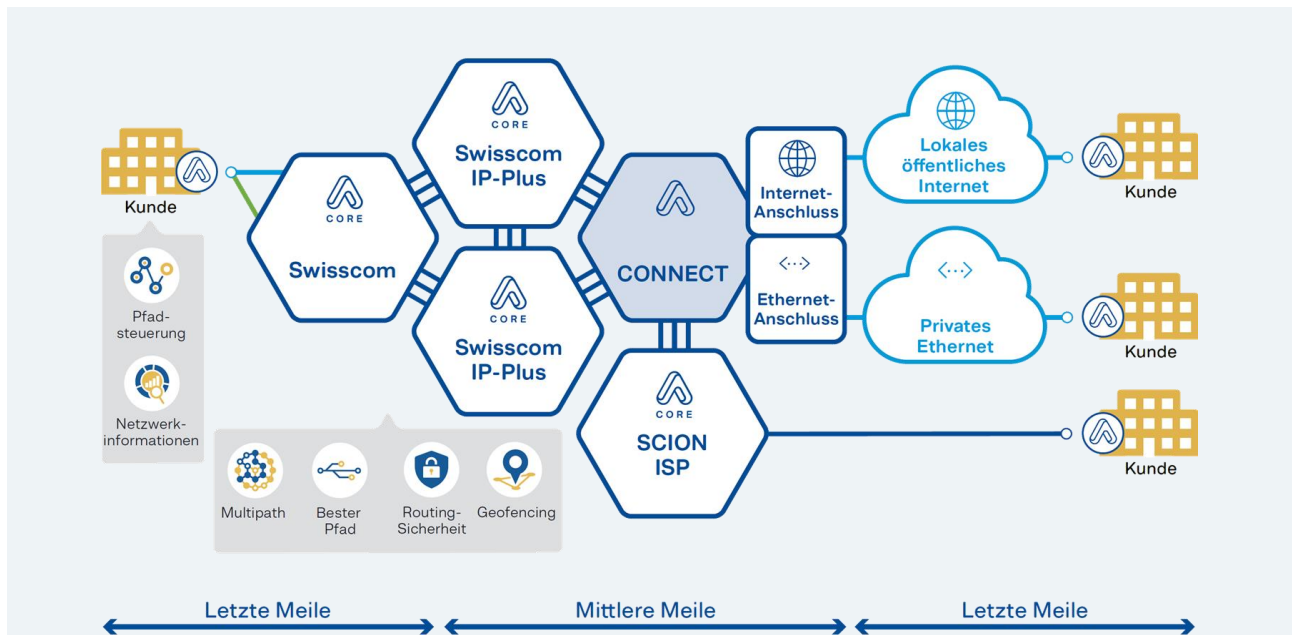 Kunde
Pfad-
steuerung
Netzwerk-
informationen
CORE
Swisscom
CORE
Swisscom
IP-Plus
CORE
Swisscom
IP-Plus
Multipath
Bester
Pfad
Routing-
Sicherheit
Geofencing
CONNECT
CORE
SCION
ISP
Internet-
Anschluss
Ethernet-
Anschluss
Lokales
öffentliches
Internet
Privates
Ethernet
Kunde
Kunde
Kunde
Letzte Meile
Mittlere Meile
Letzte Meile